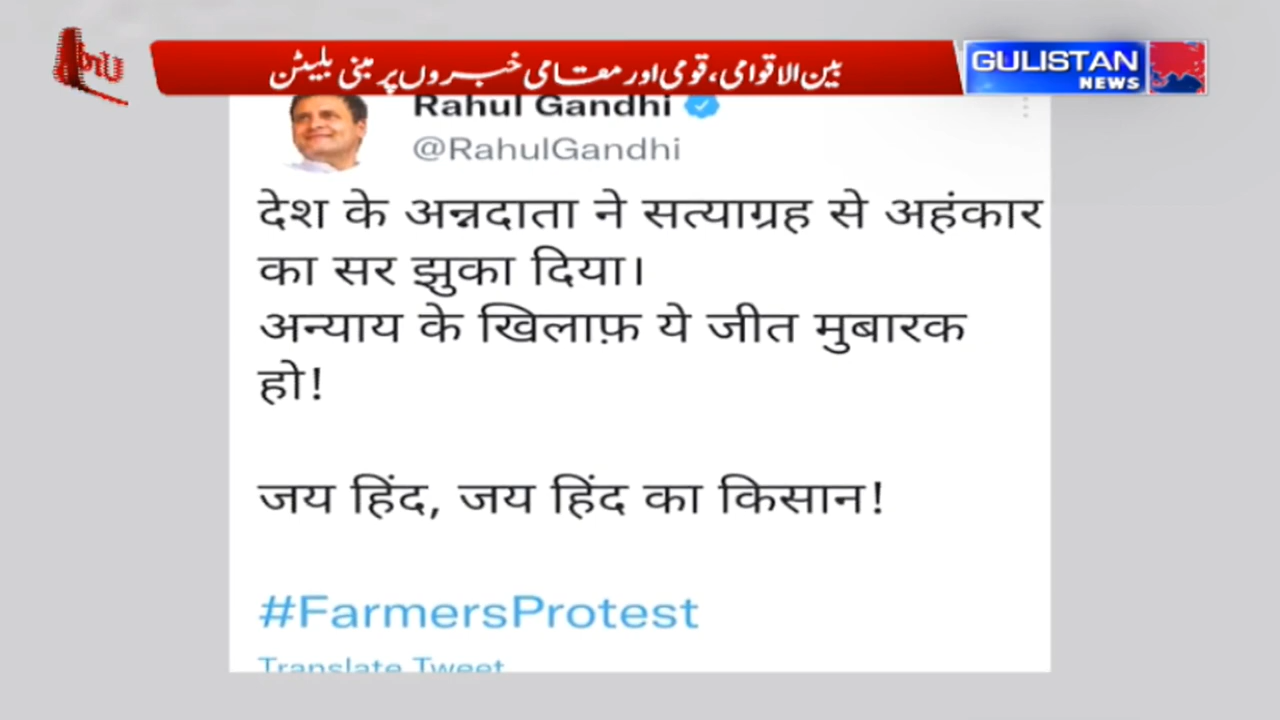 بین الاقوامی، قومی اور مقامی خبروں پر مبنی بلیٹن
GULISTAN
NEWS
Rahul Gandhi
@RahulGandhi
देश के अन्नदाता ने सत्याग्रह से अहंकार
का सर झुका दिया।
अन्याय के खिलाफ़ ये जीत मुबारक
हो!
जय हिंद, जय हिंद का किसान!
#FarmersProtest
Translate Tweet